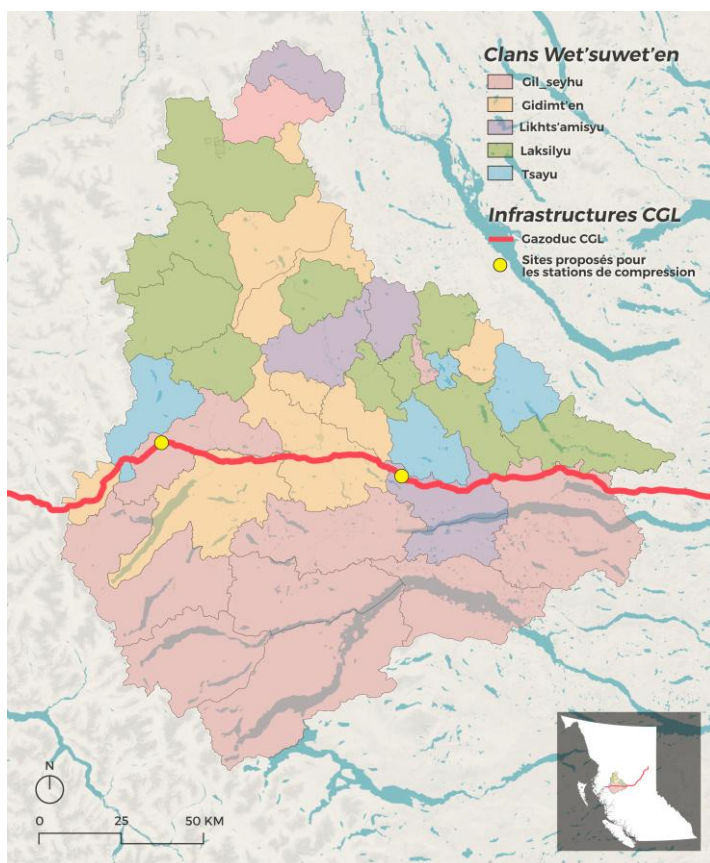 Clans Wet'suwet'en
Gil_seyhu
Gidimt'en
Likhts'amisyu
Laksilyu
Tsayu
Infrastructures CGL
Gazoduc CGL
Sites proposés pour
les stations de compression
N
0 25 50 KM